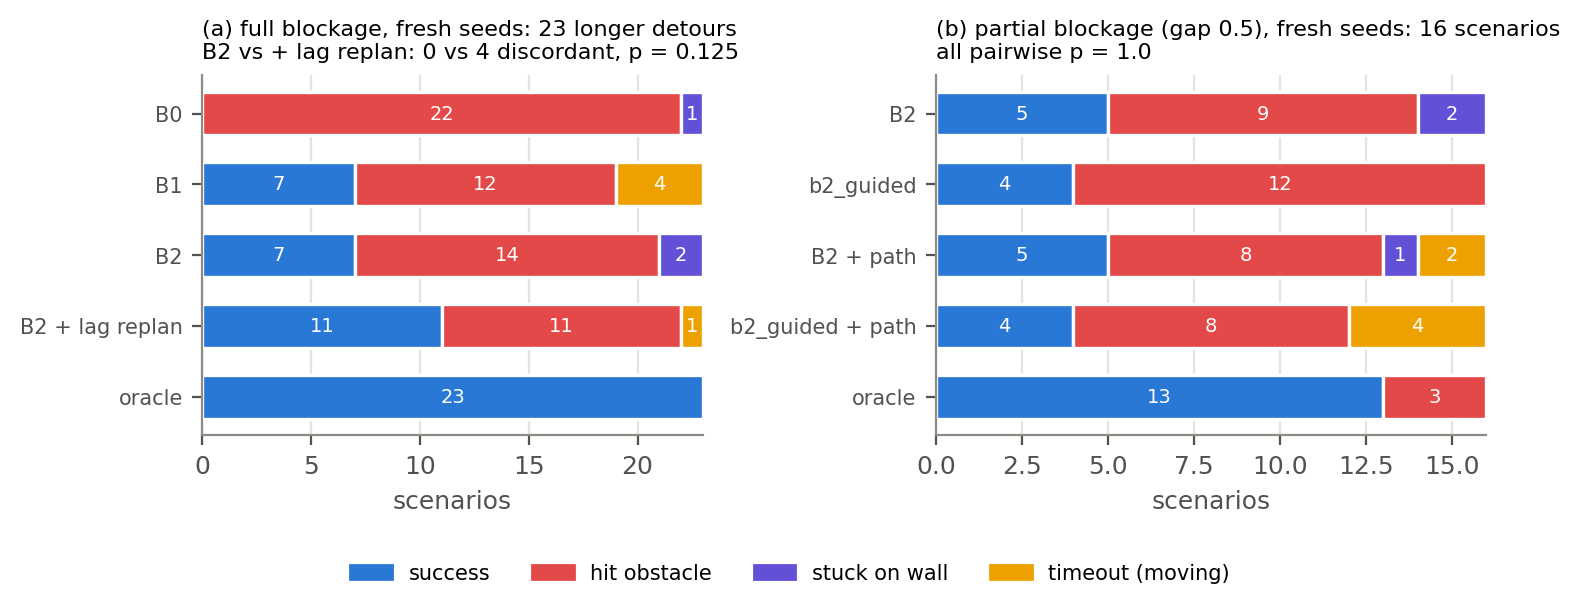 (a) full blockage, fresh seeds: 23 longer detours
B2 vs + lag replan: 0 vs 4 discordant, p = 0.125
B0
22
1
B1
7
12
4
B2
7
14
2
B2 + lag replan
11
11
1
oracle
23
0
5
10
15
20
scenarios
(b) partial blockage (gap 0.5), fresh seeds: 16 scenarios
all pairwise p = 1.0
B2
5
9
2
b2_guided
4
12
B2 + path
5
8
1
2
b2_guided + path
4
8
4
oracle
13
3
0.0
2.5
5.0
7.5
10.0
12.5
15.0
scenarios
success
hit obstacle
stuck on wall
timeout (moving)